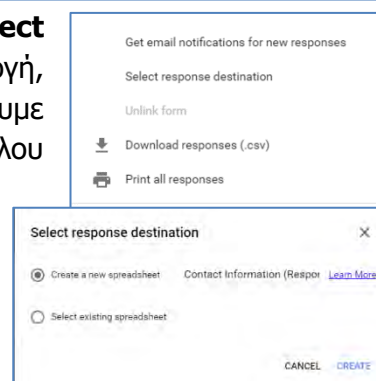 ect
ογή,
υμε
λου
Get email notifications for new responses
Select response destination
Unlink form
Download responses (.csv)
Print all responses
Select response destination
Create a new spreadsheet Contact Information (Respor Learn More
Select existing spreadsheet
CANCEL CREATE